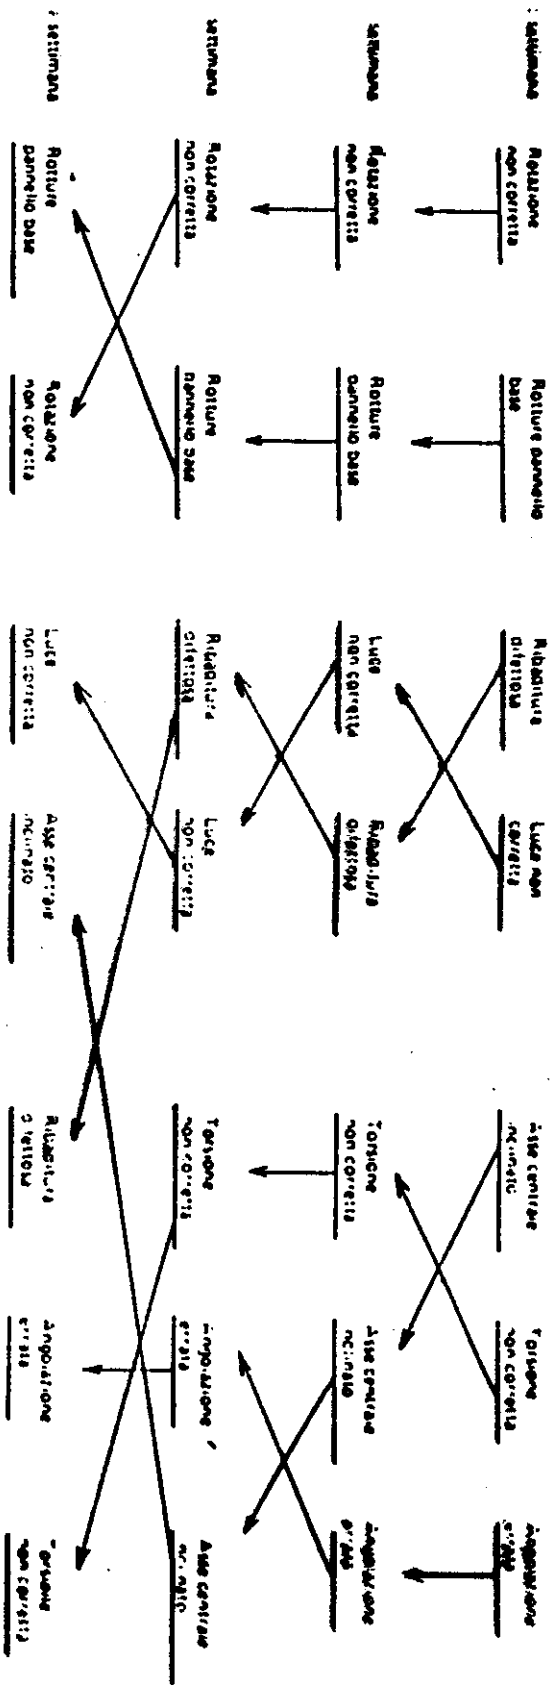 settimana
Rotazione
non corretta
Rotture pannello
base
Ribaditura
difettosa
Luce non
corretta
Asse centrale
inclinato
Torsione
non corretta
Angolazione
errata
settimana
Rotazione
non corretta
Rotture
pannello base
Luce
non corretta
Ribaditura
difettosa
Torsione
non corretta
Asse centrale
inclinato
Angolazione
errata
settimana
Rotazione
non corretta
Rotture
pannello base
Ribaditura
difettosa
Luce
non corretta
Torsione
non corretta
Angolazione
errata
Asse centrale
inclinato
settimana
Rotture
pannello base
Rotazione
non corretta
Luce
non corretta
Asse centrale
inclinato
Ribaditura
difettosa
Angolazione
errata
Torsione
non corretta